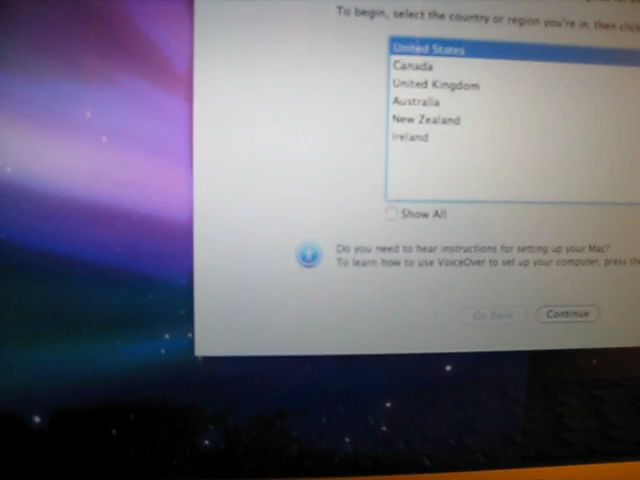 To begin, select the country or region you're in, then click
United States
Canada
United Kingdom
Australia
New Zealand
Ireland
Show All
Do you need to hear instructions for setting up your Mac?
To learn how to use VoiceOver to set up your computer, press the
Go Back
Continue